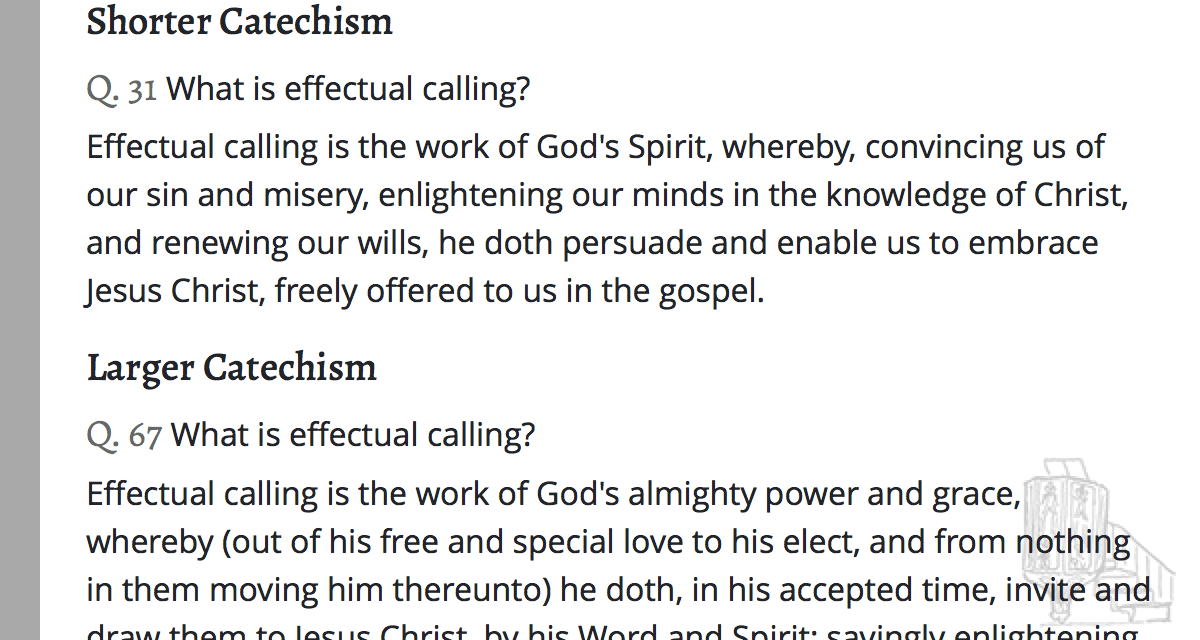 Shorter Catechism
Q. 31 What is effectual calling?
Effectual calling is the work of God's Spirit, whereby, convincing us of
our sin and misery, enlightening our minds in the knowledge of Christ,
and renewing our wills, he doth persuade and enable us to embrace
Jesus Christ, freely offered to us in the gospel.
Larger Catechism
Q. 67 What is effectual calling?
Effectual calling is the work of God's almighty power and grace,
whereby (out of his free and special love to his elect, and from nothing
in them moving him thereunto) he doth, in his accepted time, invite and
draw them to Jesus Christ, by his Word and Spirit; savingly enlightening